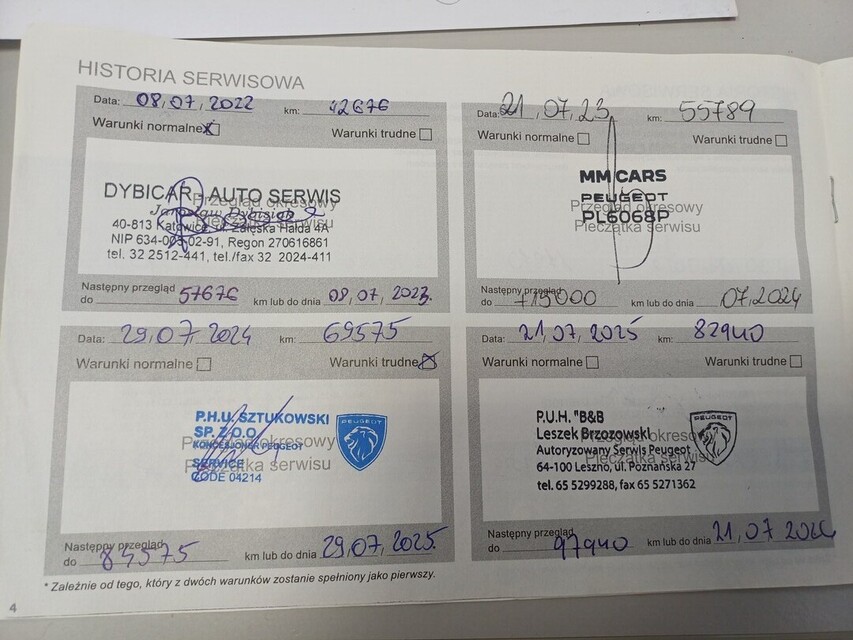 HISTORIA SERWISOWA
Data: 08,07,2022 km: 42676
Warunki normalne Warunki trudne
DYBICAR AUTO SERWIS
Przegląd okresowy
Pieczątka serwisu
40-813 Katowice, ul. Załęska Hałda 4A
NIP 634-003-02-91, Regon 270616861
tel. 32 2512-441, tel./fax 32 2024-411
Następny przegląd
do 57676 km lub do dnia 08,07,2023.
Data: 21,07,23 km: 55789
Warunki normalne Warunki trudne
MM CARS
PEUGEOT
Przegląd okresowy
PL6068P
Pieczątka serwisu
Następny przegląd
do km lub do dnia 07.2024
Data: 29,07,2024 km: 69575
Warunki normalne Warunki trudne
P.H.U. SZTUKOWSKI
SP. Z O.O.
Przegląd okresowy
KONCESJONER PEUGEOT
Pieczątka serwisu
SERVICE
CODE 04214
PEUGEOT
Następny przegląd
do 84575 km lub do dnia 29,07,2025.
Data: 21,07,2025 km: 82940
Warunki normalne Warunki trudne
P.U.H. "B&B
Leszek Brzozowski
Przegląd okresowy
Autoryzowany Serwis Peugeot
Pieczątka serwisu
64-100 Leszno, ul. Poznańska 27
tel. 65 5299288, fax 65 5271362
PEUGEOT
Następny przegląd
do 97940 km lub do dnia 21,07 2026
* Zależnie od tego, który z dwóch warunków zostanie spełniony jako pierwszy.
4